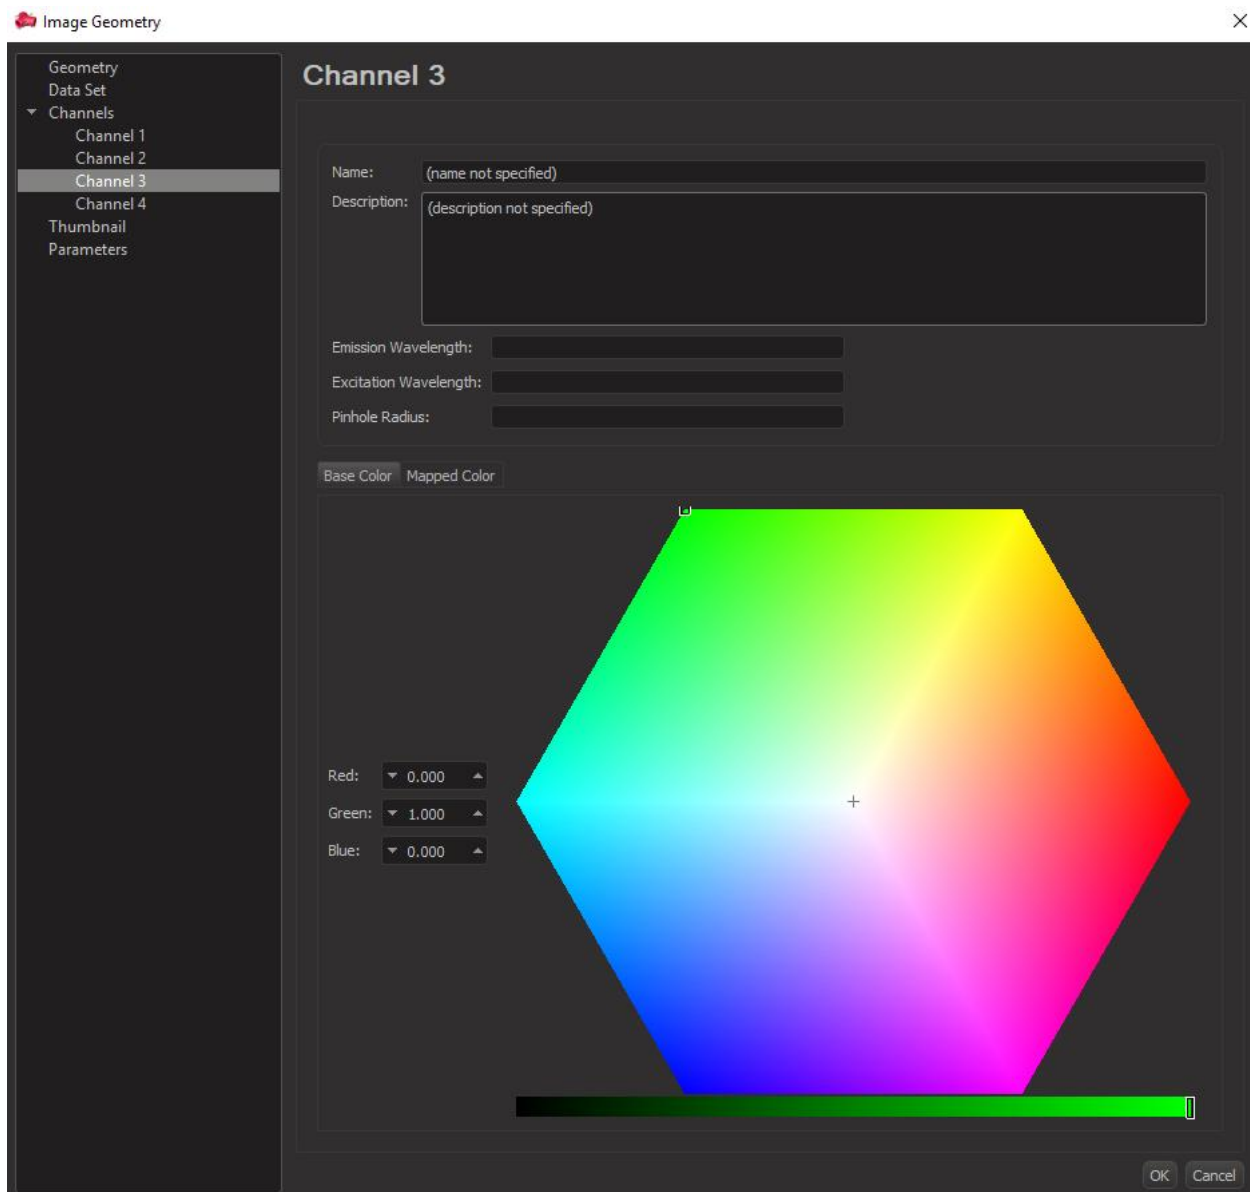 Image Geometry
Geometry
Data Set
Channels
Channel 1
Channel 2
Channel 3
Channel 4
Thumbnail
Parameters
Channel 3
Name: (name not specified)
Description: (description not specified)
Emission Wavelength:
Excitation Wavelength:
Pinhole Radius:
Base Color Mapped Color
Red: 0.000
Green: 1.000
Blue: 0.000
OK Cancel